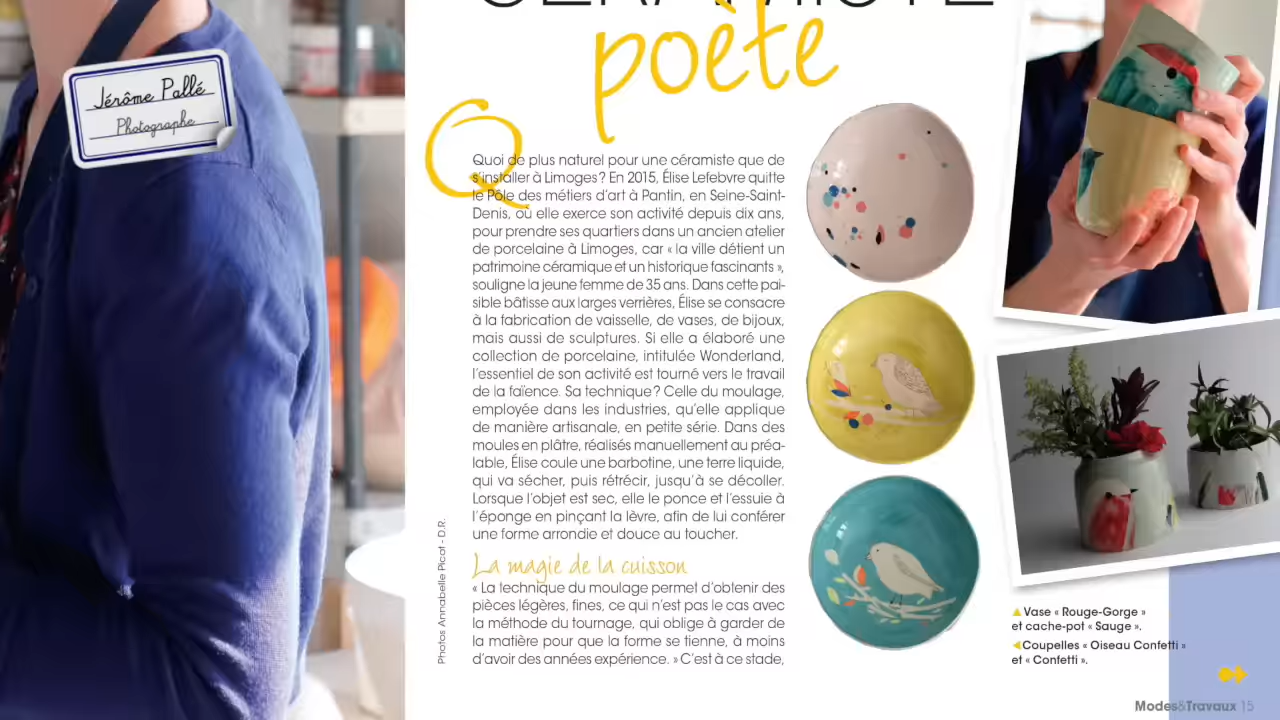 CÉRAMISTE
poète
Jérôme Pallé
Photographe
Quoi de plus naturel pour une céramiste que de
s'installer à Limoges? En 2015, Élise Lefebvre quitte
le Pôle des métiers d'art à Pantin, en Seine-Saint-
Denis, où elle exerce son activité depuis dix ans,
pour prendre ses quartiers dans un ancien atelier
de porcelaine à Limoges, car « la ville détient un
patrimoine céramique et un historique fascinants »,
souligne la jeune femme de 35 ans. Dans cette pai-
sible bâtisse aux larges verrières, Élise se consacre
à la fabrication de vaisselle, de vases, de bijoux,
mais aussi de sculptures. Si elle a élaboré une
collection de porcelaine, intitulée Wonderland,
l'essentiel de son activité est tourné vers le travail
de la faïence. Sa technique? Celle du moulage,
employée dans les industries, qu'elle applique
de manière artisanale, en petite série. Dans des
moules en plâtre, réalisés manuellement au préa-
lable, Élise coule une barbotine, une terre liquide,
qui va sécher, puis rétrécir, jusqu'à se décoller.
Lorsque l'objet est sec, elle le ponce et l'essuie à
l'éponge en pinçant la lèvre, afin de lui conférer
une forme arrondie et douce au toucher.
La magie de la cuisson
« La technique du moulage permet d'obtenir des
pièces légères, fines, ce qui n'est pas le cas avec
la méthode du tournage, qui oblige à garder de
la matière pour que la forme se tienne, à moins
d'avoir des années expérience. » C'est à ce stade,
Photos Annabelle Picot - D.R.
Vase « Rouge-Gorge »
et cache-pot « Sauge ».
Coupelles « Oiseau Confetti »
et « Confetti ».
Modes&Travaux 15